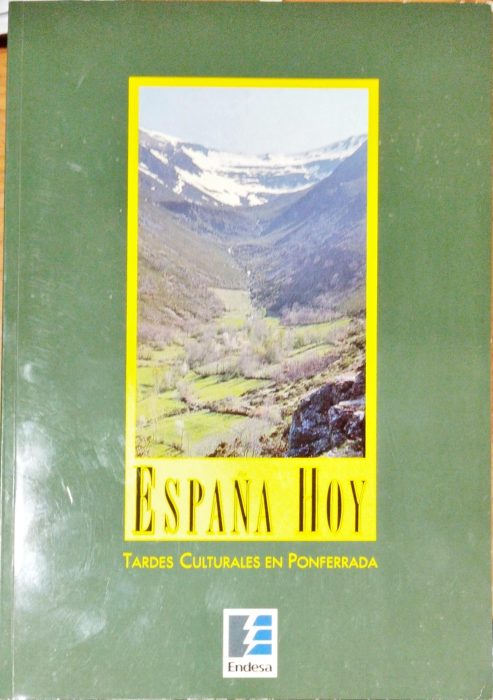 ESPAÑA HOY
TARDES CULTURALES EN PONFERRADA
Endesa